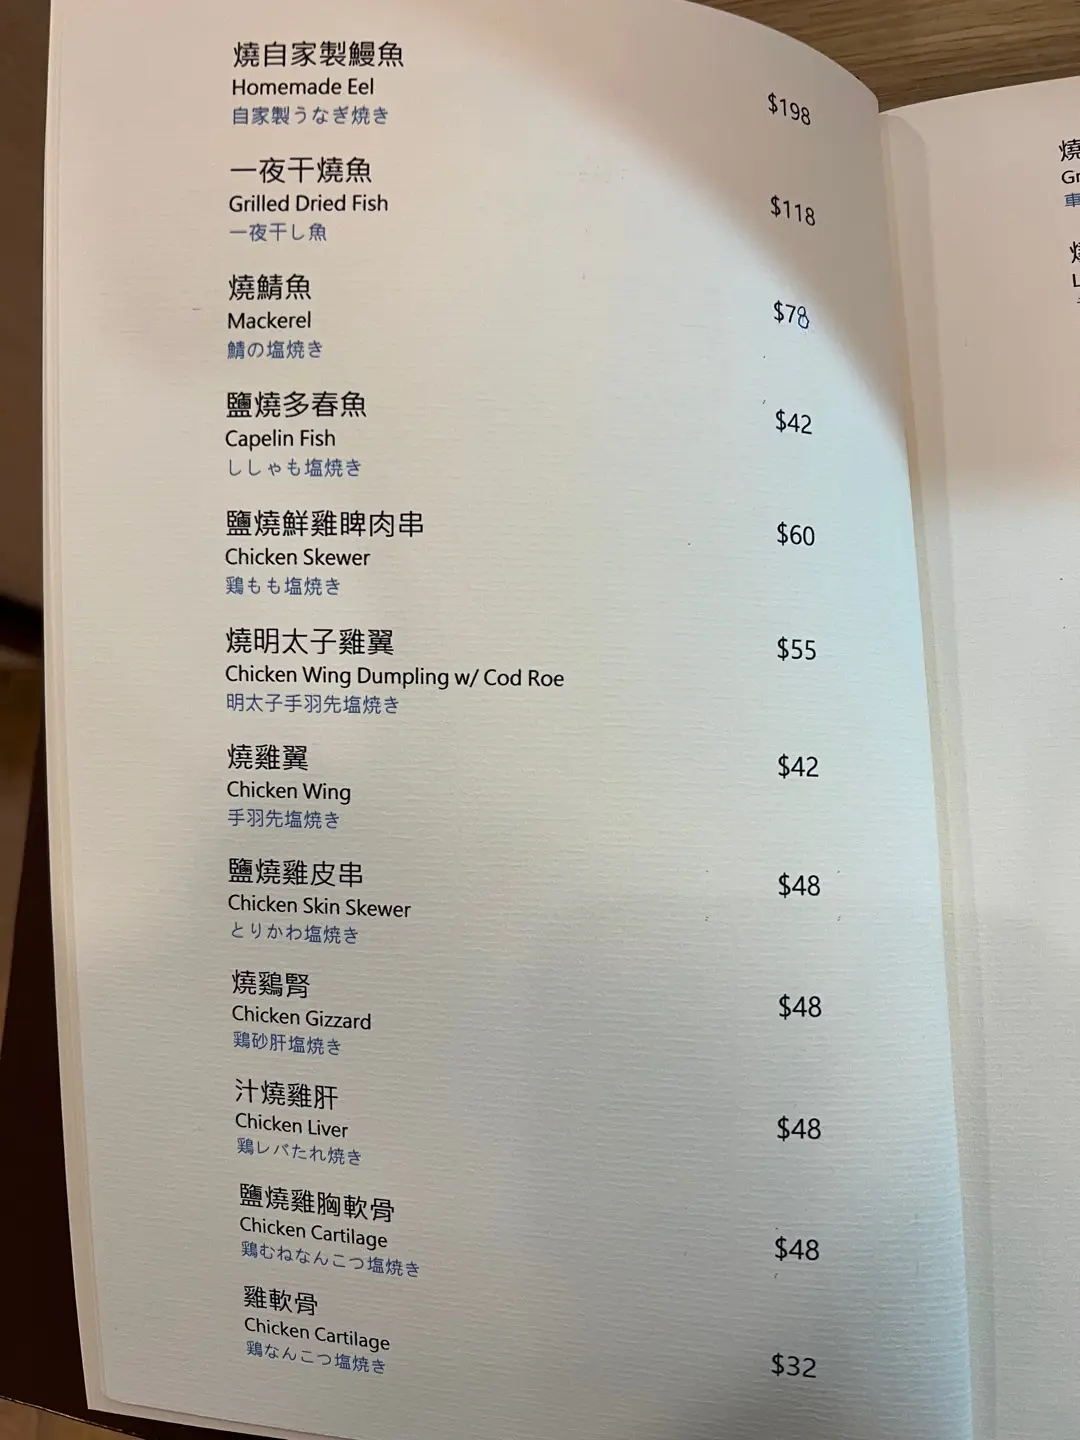 燒自家製鰻魚
Homemade Eel
自家製うなぎ焼き
$198
一夜干燒魚
Grilled Dried Fish
一夜干し魚
$118
燒鯖魚
Mackerel
鯖の塩焼き
$78
鹽燒多春魚
Capelin Fish
ししゃも塩焼き
$42
鹽燒鮮雞脾肉串
Chicken Skewer
鶏もも塩焼き
$60
燒明太子雞翼
Chicken Wing Dumpling w/ Cod Roe
明太子手羽先塩焼き
$55
燒雞翼
Chicken Wing
手羽先塩焼き
$42
鹽燒雞皮串
Chicken Skin Skewer
とりかわ塩焼き
$48
燒鷄腎
Chicken Gizzard
鶏砂肝塩焼き
$48
汁燒雞肝
Chicken Liver
鶏レバたれ焼き
$48
鹽燒雞胸軟骨
Chicken Cartilage
鶏むねなんこつ塩焼き
$48
雞軟骨
Chicken Cartilage
鶏なんこつ塩焼き
$32
燒
Gr
車